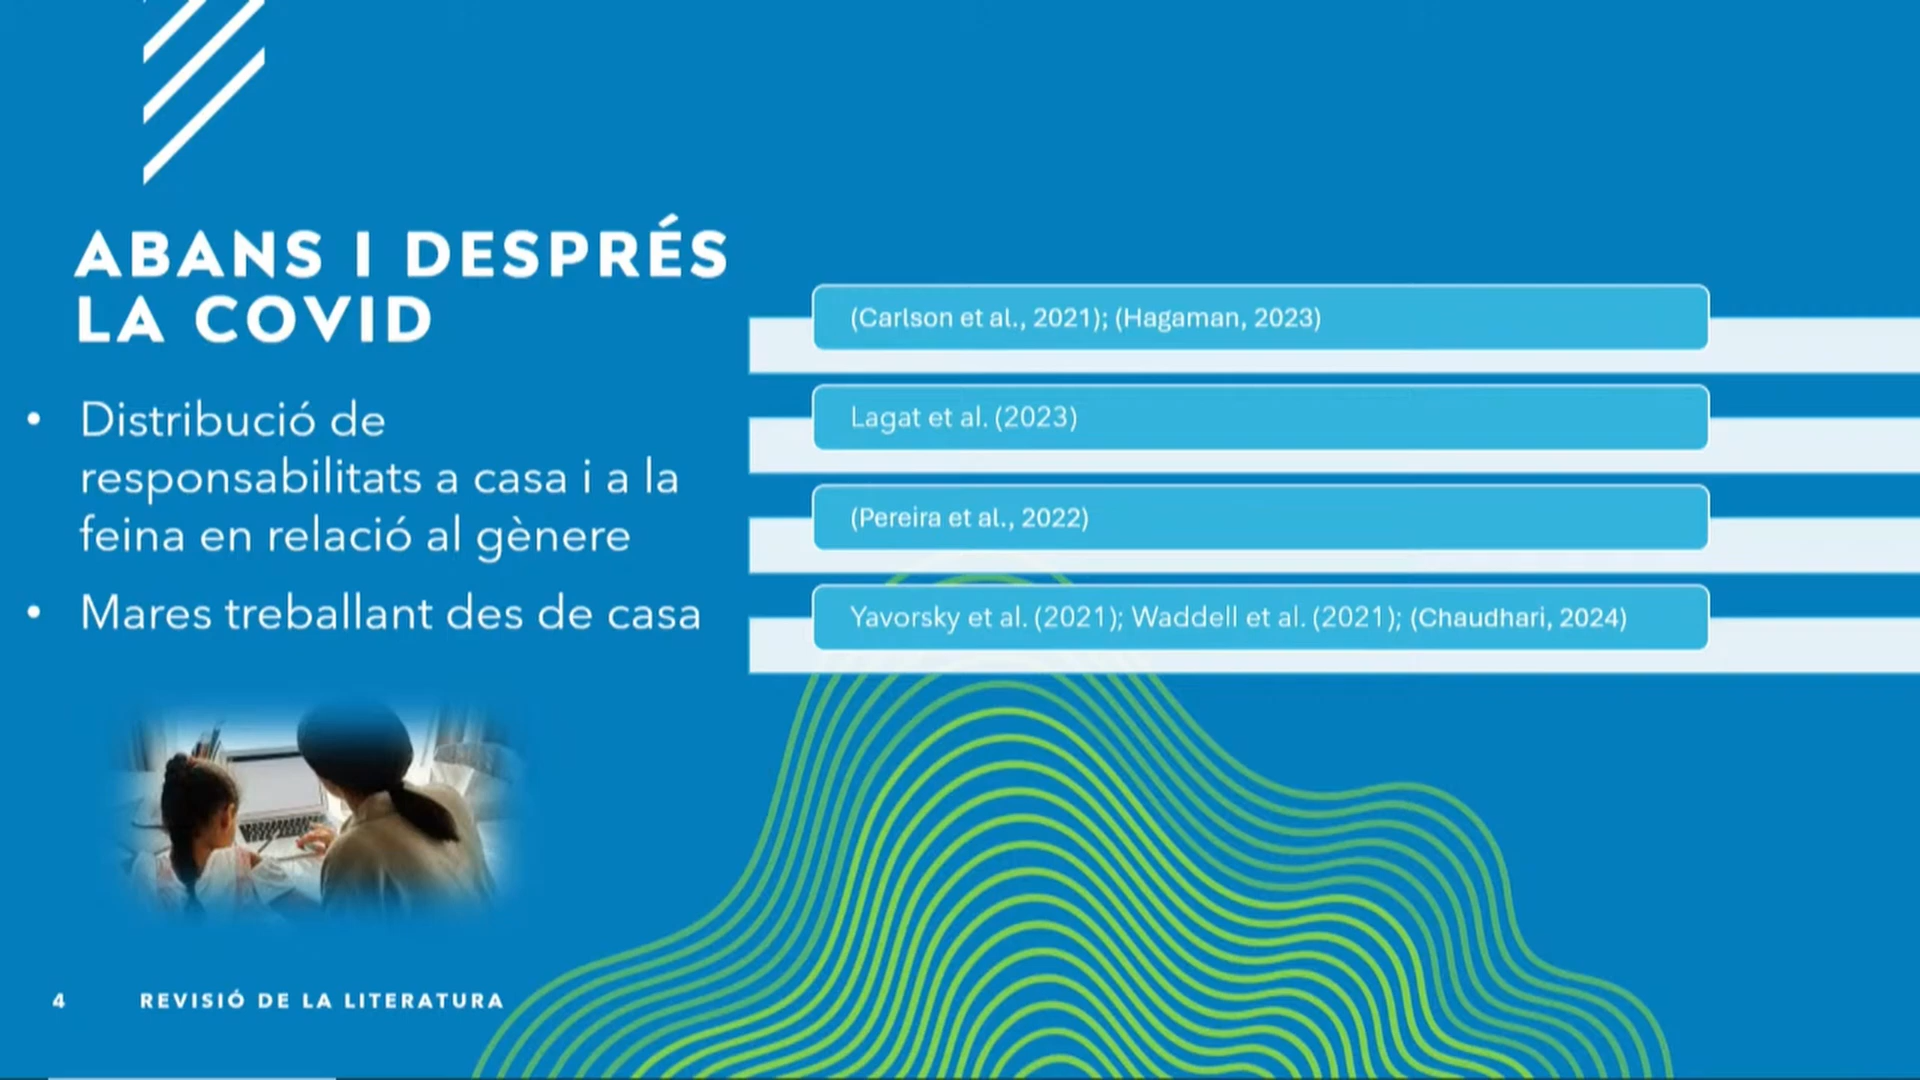 ABANS I DESPRÉS
LA COVID
• Distribució de
responsabilitats a casa i a la
feina en relació al gènere
• Mares treballant des de casa
(Carlson et al., 2021); (Hagaman, 2023)
Lagat et al. (2023)
(Pereira et al., 2022)
Yavorsky et al. (2021); Waddell et al. (2021); (Chaudhari, 2024)
4 REVISIÓ DE LA LITERATURA